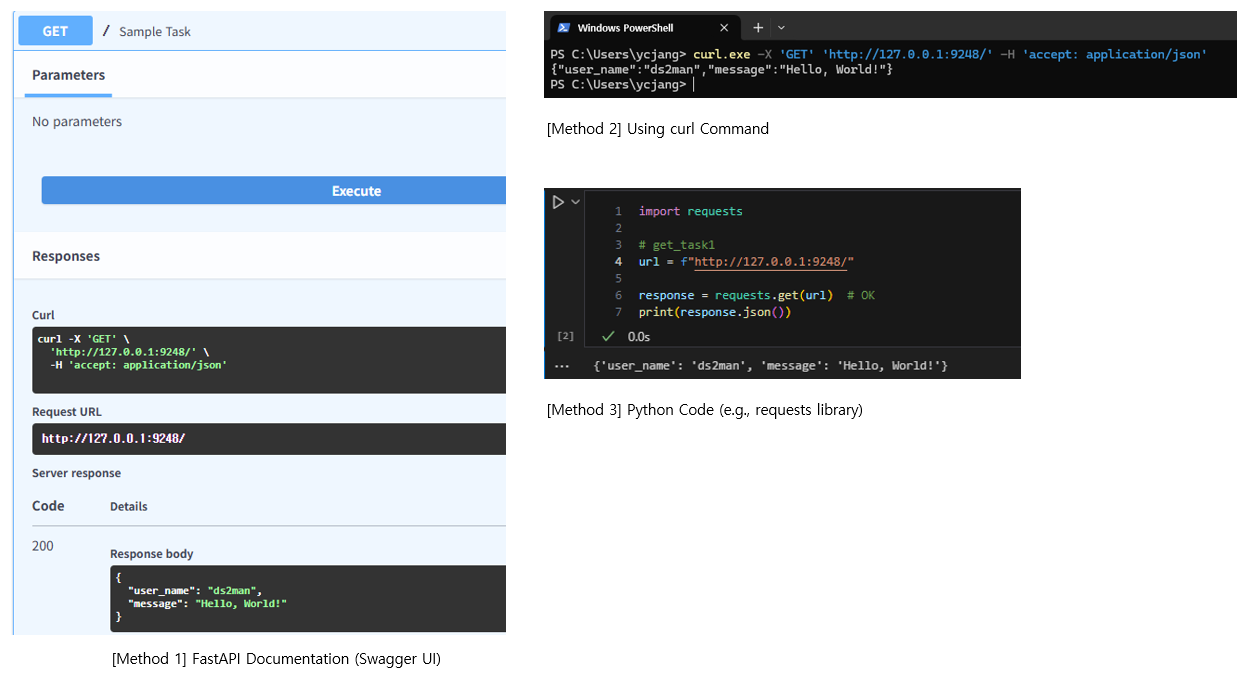 GET / Sample Task
Parameters
No parameters
Execute
Responses
Curl
curl -X 'GET' \
  'http://127.0.0.1:9248/' \
  -H 'accept: application/json'
Request URL
http://127.0.0.1:9248/
Server response
Code Details
200
Response body
{
  "user_name": "ds2man",
  "message": "Hello, World!"
}
[Method 1] FastAPI Documentation (Swagger UI)
Windows PowerShell
PS C:\Users\ycjang> curl.exe -X 'GET' 'http://127.0.0.1:9248/' -H 'accept: application/json'
{"user_name":"ds2man","message":"Hello, World!"}
PS C:\Users\ycjang>
[Method 2] Using curl Command
1 import requests
2
3 # get_task1
4 url = f"http://127.0.0.1:9248/"
5
6 response = requests.get(url)  # OK
7 print(response.json())
[2] 0.0s
... {'user_name': 'ds2man', 'message': 'Hello, World!'}
[Method 3] Python Code (e.g., requests library)